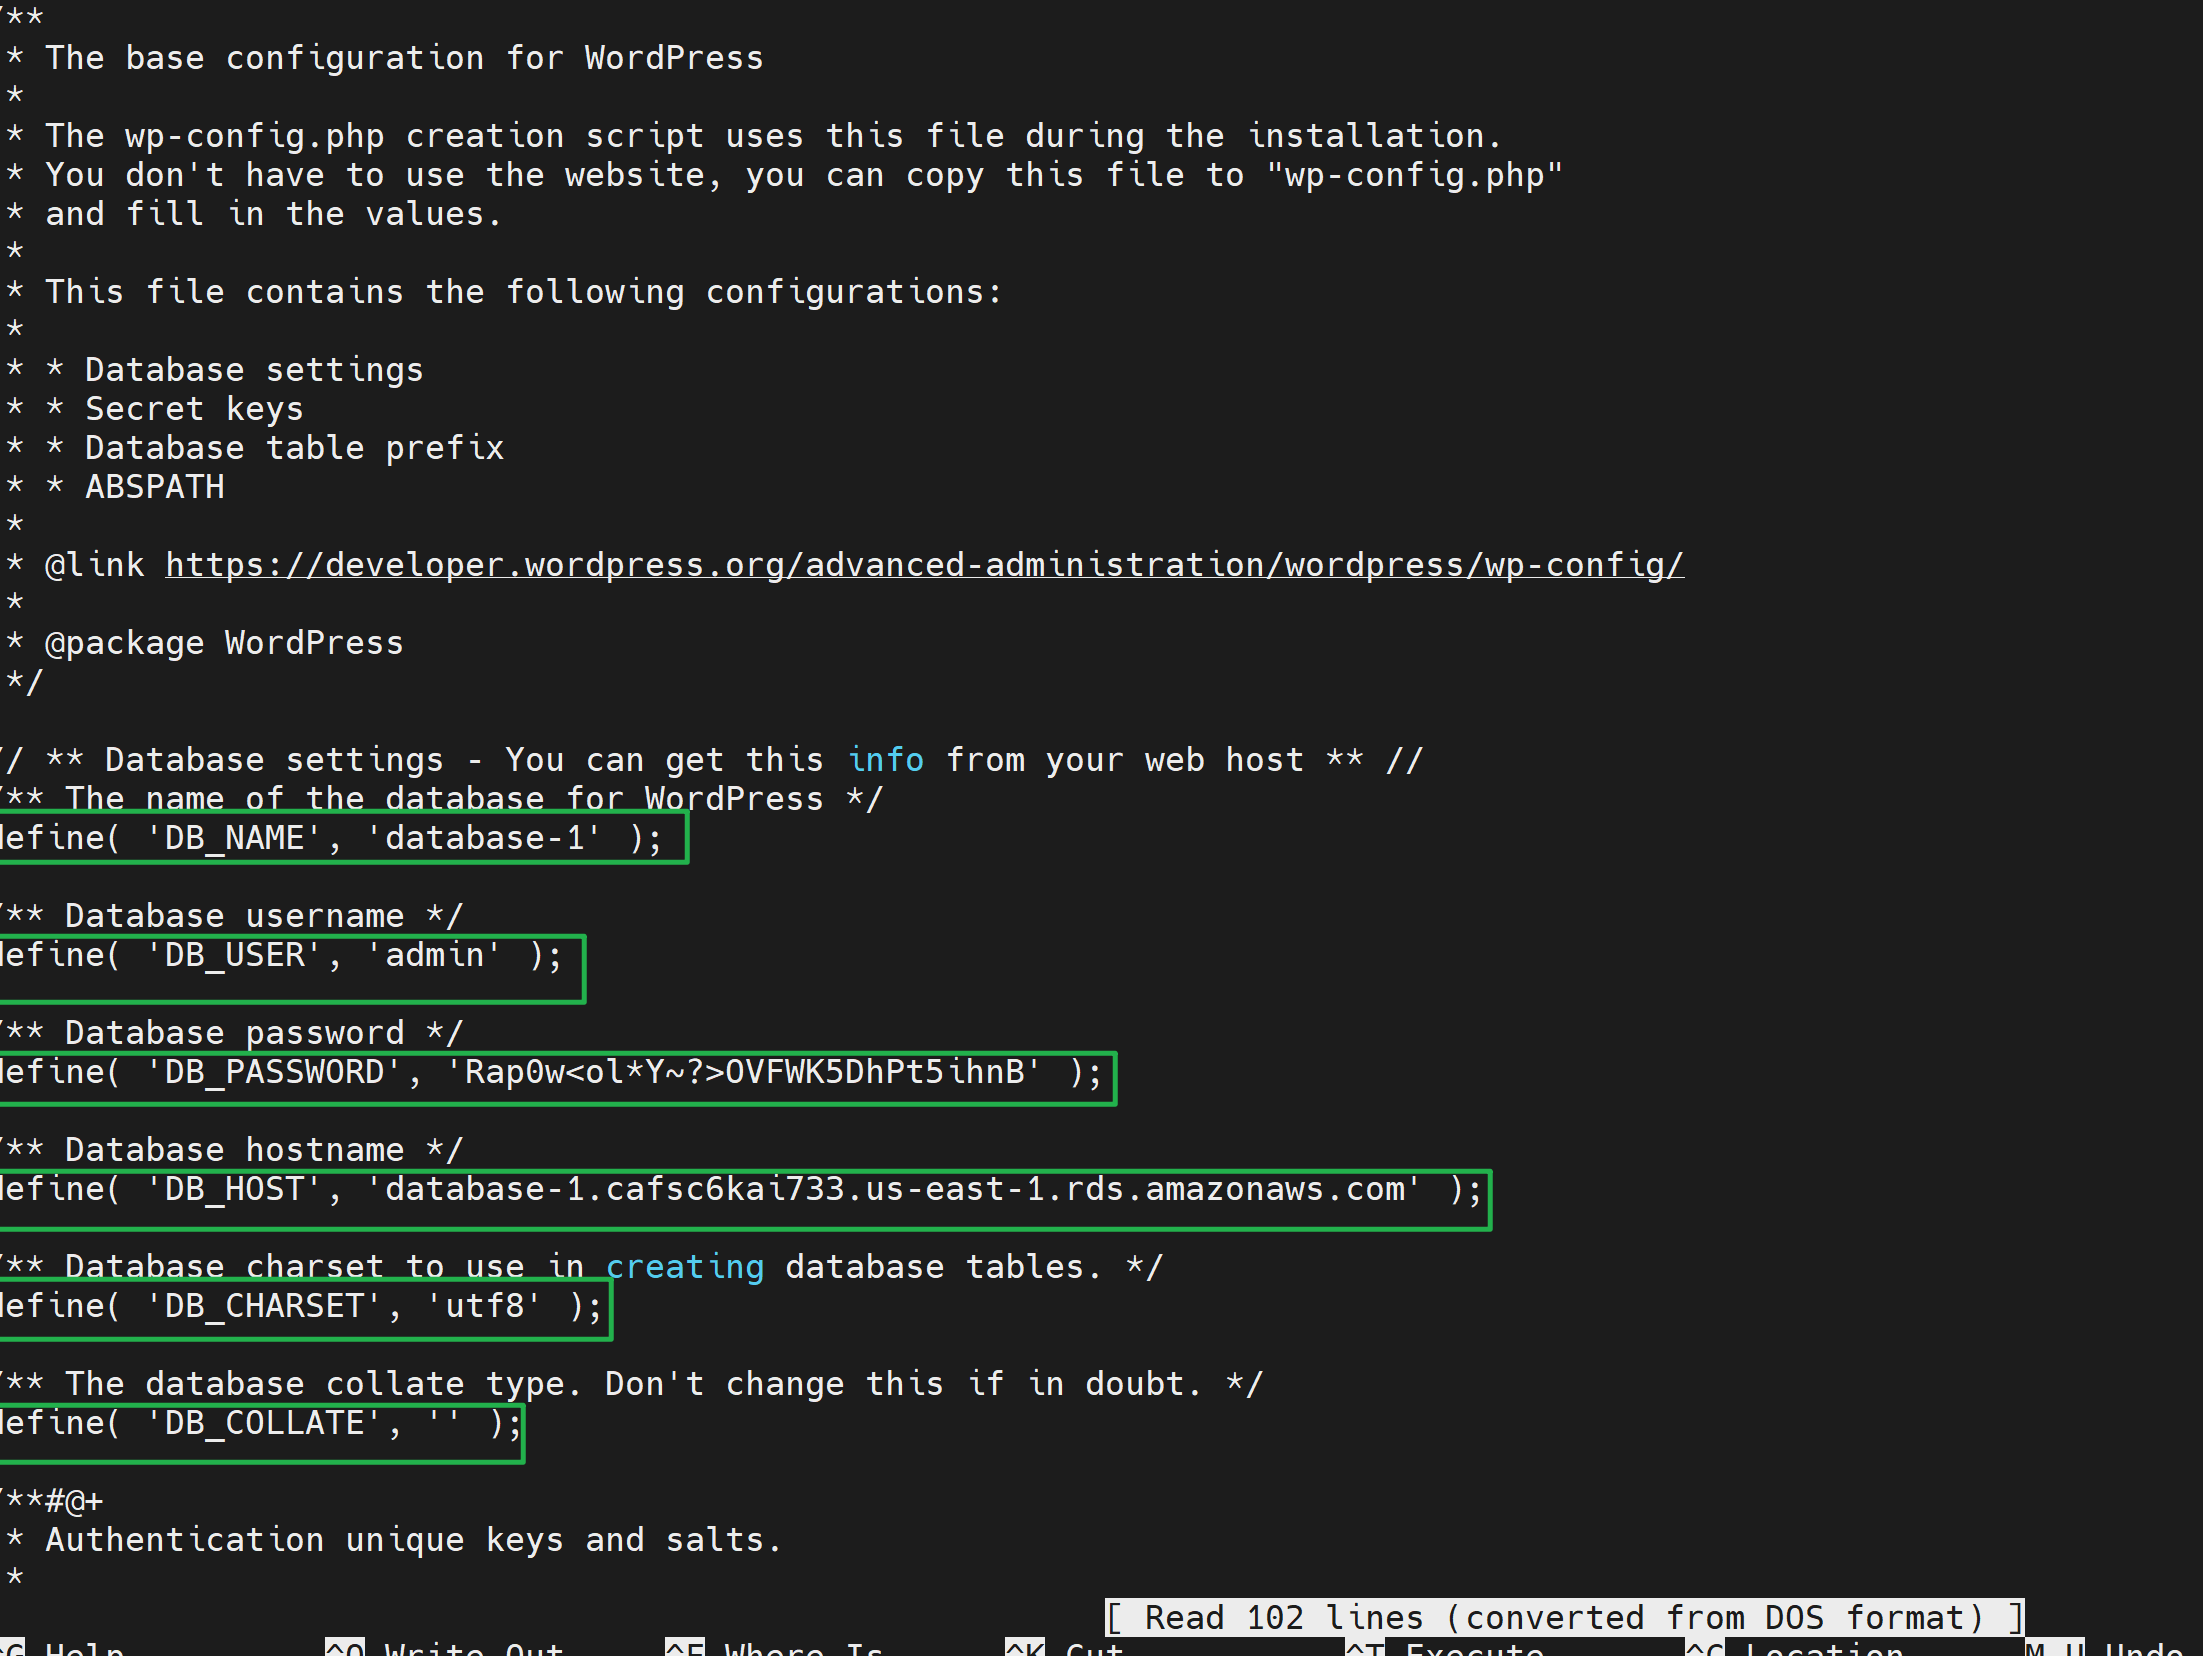 /**
 * The base configuration for WordPress
 *
 * The wp-config.php creation script uses this file during the installation.
 * You don't have to use the website, you can copy this file to "wp-config.php"
 * and fill in the values.
 *
 * This file contains the following configurations:
 *
 * * Database settings
 * * Secret keys
 * * Database table prefix
 * * ABSPATH
 *
 * @link https://developer.wordpress.org/advanced-administration/wordpress/wp-config/
 *
 * @package WordPress
 */
// ** Database settings - You can get this info from your web host ** //
/** The name of the database for WordPress */
define( 'DB_NAME', 'database-1' );
/** Database username */
define( 'DB_USER', 'admin' );
/** Database password */
define( 'DB_PASSWORD', 'Rap0w<ol*Y~?>OVFWK5DhPt5ihnB' );
/** Database hostname */
define( 'DB_HOST', 'database-1.cafsc6kai733.us-east-1.rds.amazonaws.com' );
/** Database charset to use in creating database tables. */
define( 'DB_CHARSET', 'utf8' );
/** The database collate type. Don't change this if in doubt. */
define( 'DB_COLLATE', '' );
/**#@+
 * Authentication unique keys and salts.
 *
[ Read 102 lines (converted from DOS format) ]
^G Help ^O Write Out ^F Where Is ^K Cut ^T Execute ^C Location M-U Undo